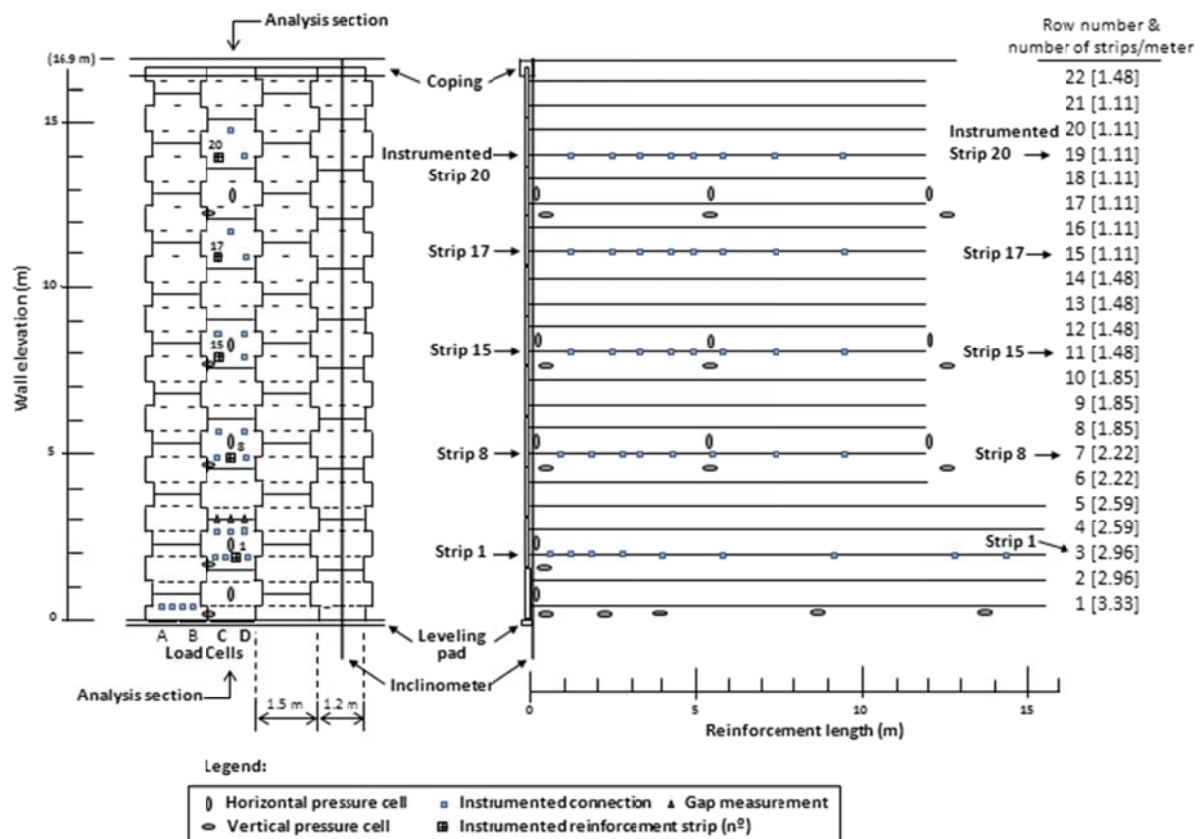 Analysis section
Row number &
number of strips/meter
(16.9 m)
Coping
22 [1.48]
21 [1.11]
15
20
Instrumented
Strip 20
Instrumented
Strip 20
20 [1.11]
19 [1.11]
18 [1.11]
17 [1.11]
16 [1.11]
17
Strip 17
Strip 17
15 [1.11]
14 [1.48]
10
13 [1.48]
12 [1.48]
15
Strip 15
Strip 15
11 [1.48]
10 [1.85]
9 [1.85]
8 [1.85]
8
5
Strip 8
Strip 8
7 [2.22]
6 [2.22]
5 [2.59]
4 [2.59]
1
Strip 1
Strip 1
3 [2.96]
2 [2.96]
1 [3.33]
0
Wall elevation (m)
A B C D
Load Cells
Leveling
pad
Analysis section
Inclinometer
1.5 m
1.2 m
0 5 10 15
Reinforcement length (m)
Legend:
Horizontal pressure cell
Instrumented connection
Gap measurement
Vertical pressure cell
Instrumented reinforcement strip (nº)